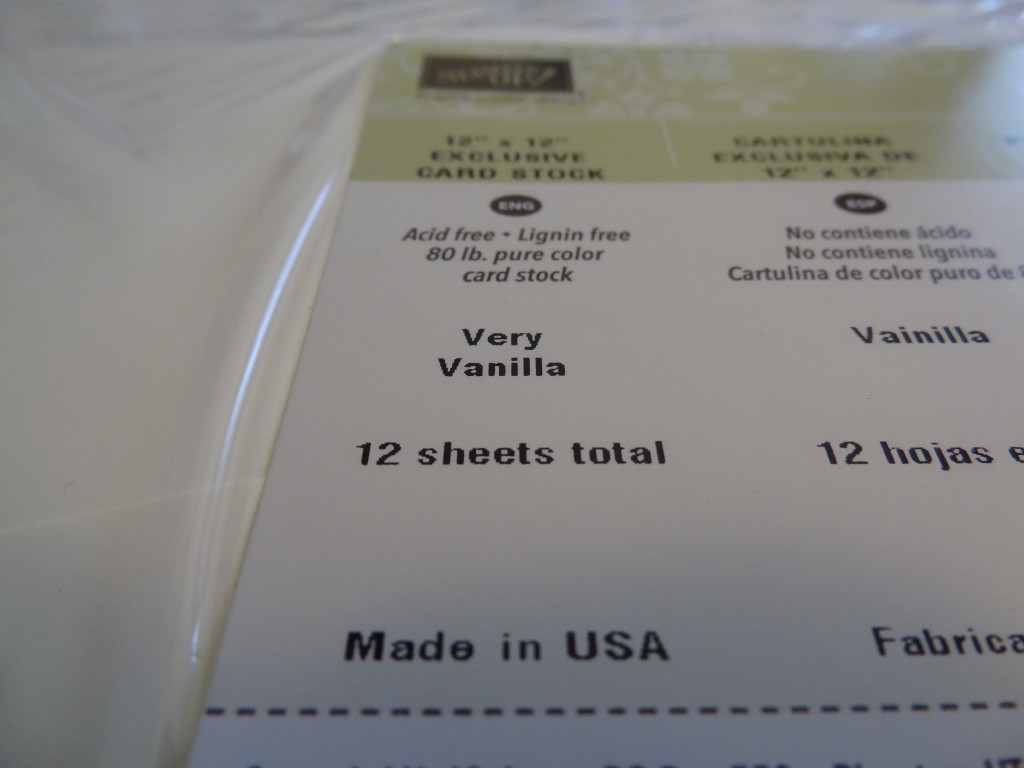 12" x 12"
EXCLUSIVE
CARD STOCK
ENG
Acid free • Lignin free
80 lb. pure color
card stock
Very
Vanilla
12 sheets total
Made in USA
CARTULINA
EXCLUSIVA DE
12" x 12"
ESP
No contiene ácido
No contiene lignina
Cartulina de color puro de
Vainilla
12 hojas e
Fabrica